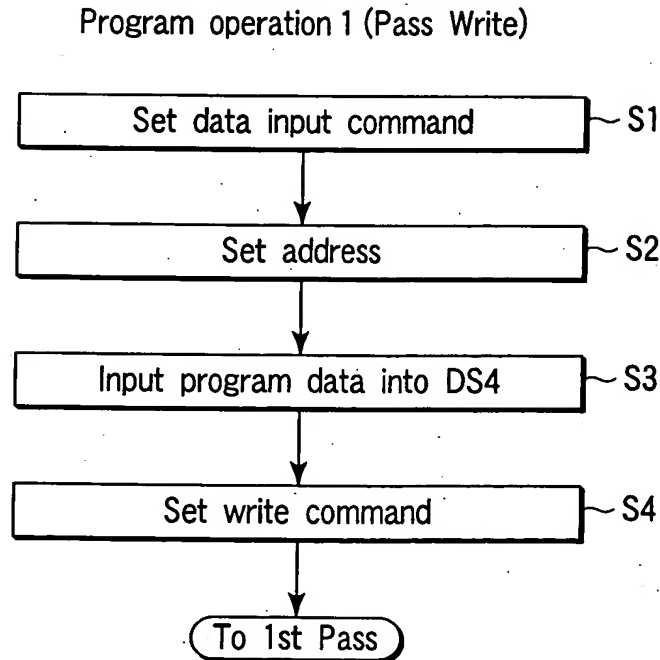 Program operation 1 (Pass Write)
Set data input command
S1
Set address
S2
Input program data into DS4
S3
Set write command
S4
To 1st Pass